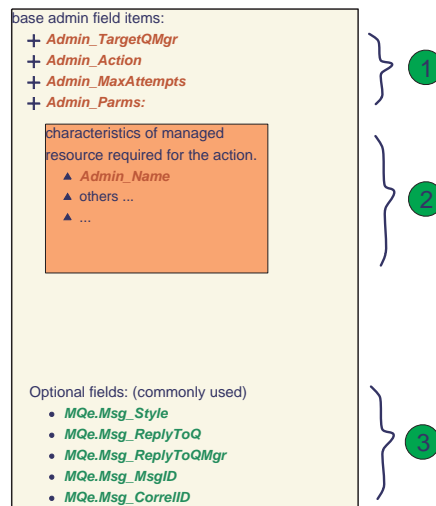 base admin field items:
+ Admin_TargetQMgr
+ Admin_Action
+ Admin_MaxAttempts
+ Admin_Parms:
1
characteristics of managed
resource required for the action.
▲ Admin_Name
▲ others ...
▲ ...
2
Optional fields: (commonly used)
• MQe.Msg_Style
• MQe.Msg_ReplyToQ
• MQe.Msg_ReplyToQMgr
• MQe.Msg_MsgID
• MQe.Msg_CorrelID
3